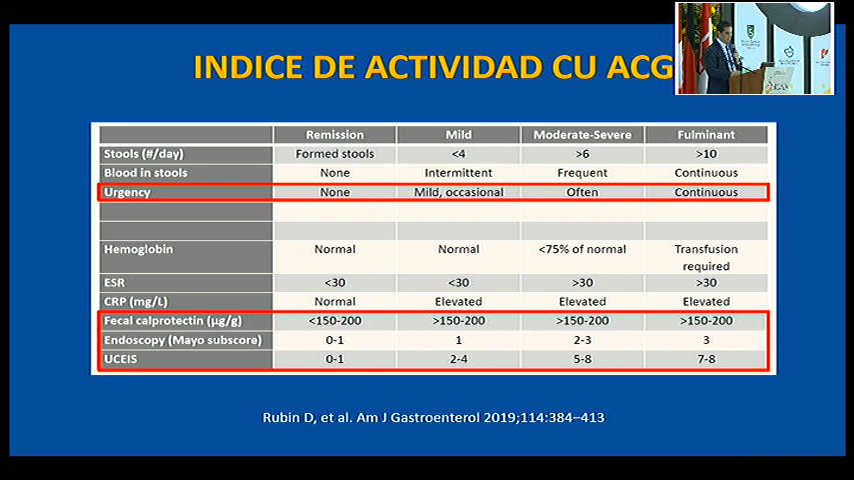 INDICE DE ACTIVIDAD CU ACG
Remission Mild Moderate-Severe Fulminant
Stools (#/day) Formed stools <4 >6 >10
Blood in stools None Intermittent Frequent Continuous
Urgency None Mild, occasional Often Continuous
Hemoglobin Normal Normal <75% of normal Transfusion
required
ESR <30 <30 >30 >30
CRP (mg/L) Normal Elevated Elevated Elevated
Fecal calprotectin (µg/g) <150-200 >150-200 >150-200 >150-200
Endoscopy (Mayo subscore) 0-1 1 2-3 3
UCEIS 0-1 2-4 5-8 7-8
Rubin D, et al. Am J Gastroenterol 2019;114:384–413